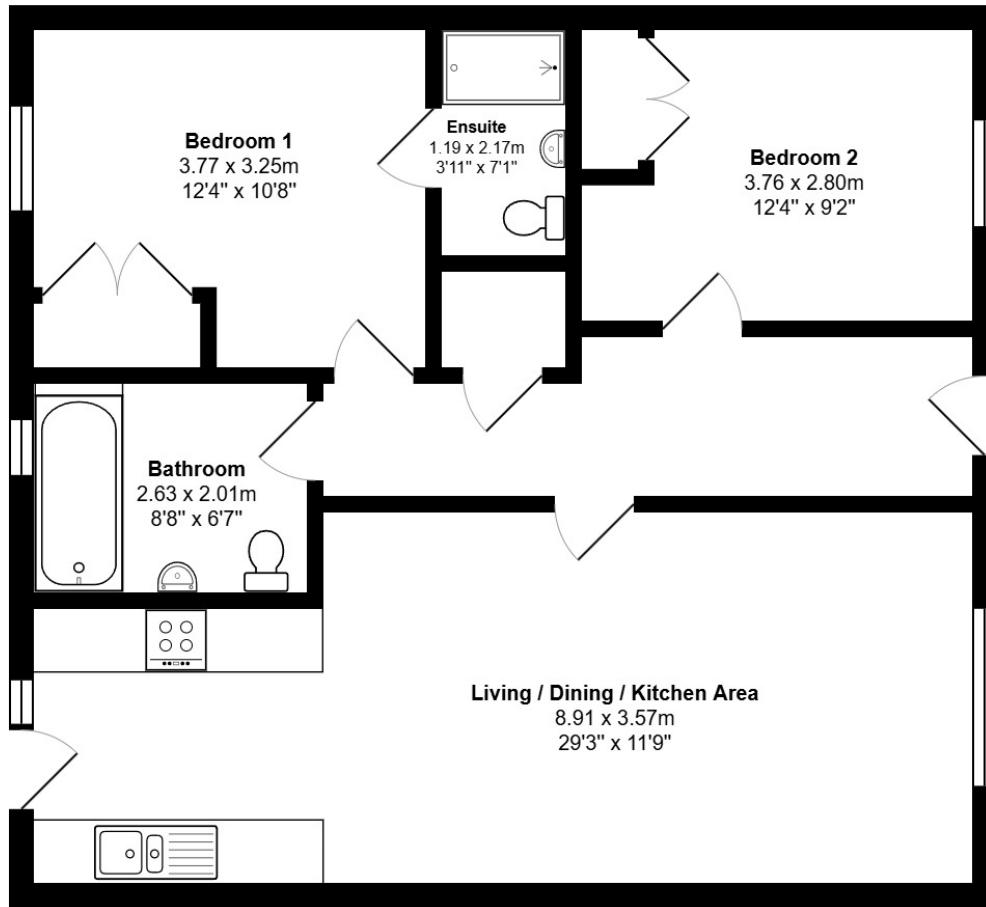 Bedroom 1
3.77 x 3.25m
12'4" x 10'8"
Ensuite
1.19 x 2.17m
3'11" x 7'1"
Bedroom 2
3.76 x 2.80m
12'4" x 9'2"
Bathroom
2.63 x 2.01m
8'8" x 6'7"
Living / Dining / Kitchen Area
8.91 x 3.57m
29'3" x 11'9"